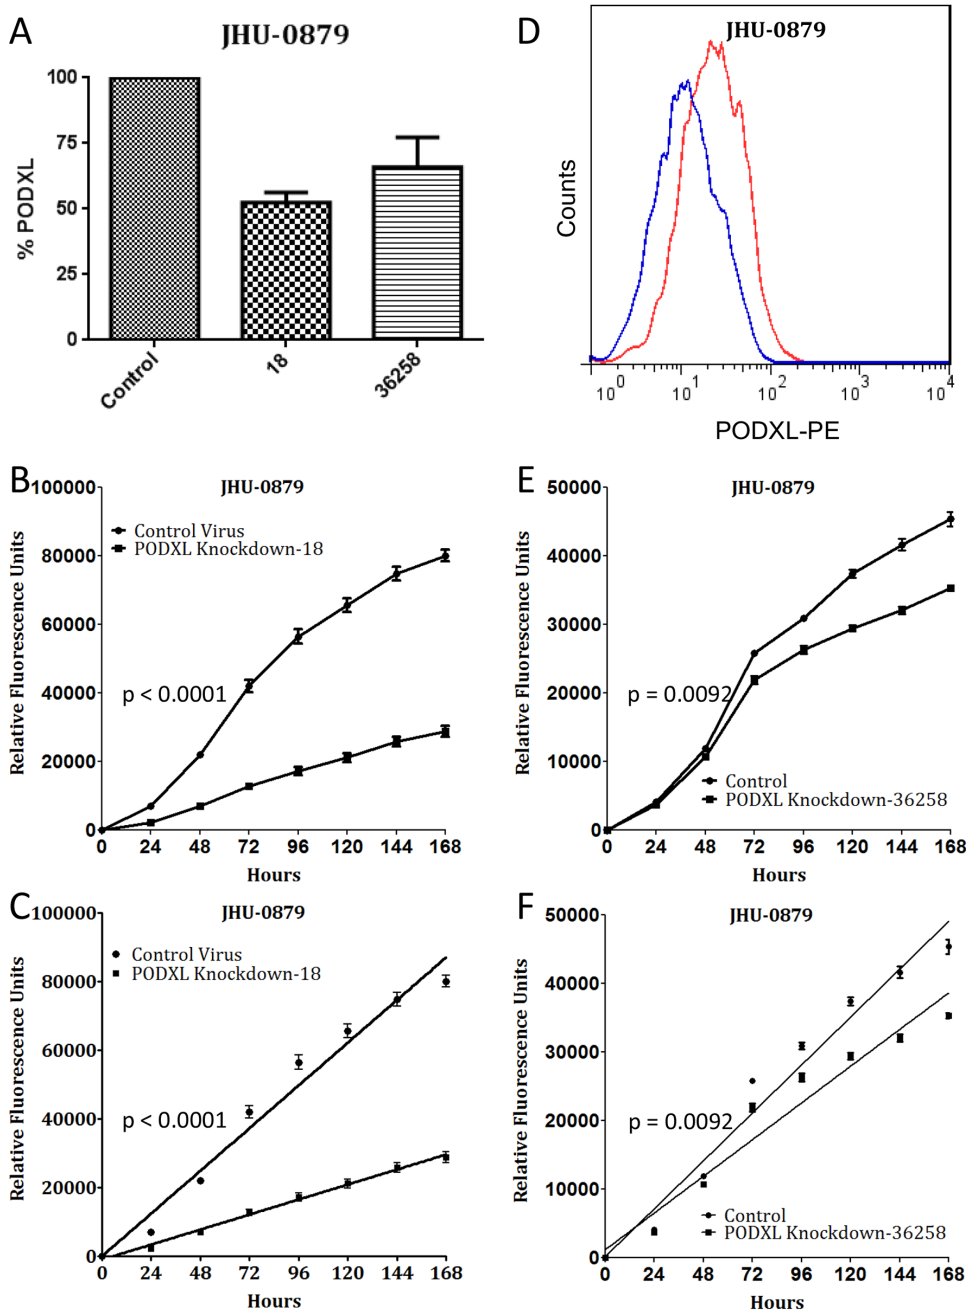 A
JHU-0879
% PODXL
100
75
50
25
0
Control
18
36258
D
JHU-0879
Counts
10^0
10^1
10^2
10^3
10^4
PODXL-PE
B
JHU-0879
Relative Fluorescence Units
100000
80000
60000
40000
20000
0
Control Virus
PODXL Knockdown-18
p < 0.0001
0 24 48 72 96 120 144 168
Hours
E
JHU-0879
Relative Fluorescence Units
50000
40000
30000
20000
10000
0
p = 0.0092
Control
PODXL Knockdown-36258
0 24 48 72 96 120 144 168
Hours
C
JHU-0879
Relative Fluorescence Units
100000
80000
60000
40000
20000
0
Control Virus
PODXL Knockdown-18
p < 0.0001
0 24 48 72 96 120 144 168
Hours
F
JHU-0879
Relative Fluorescence Units
50000
40000
30000
20000
10000
0
p = 0.0092
Control
PODXL Knockdown-36258
0 24 48 72 96 120 144 168
Hours